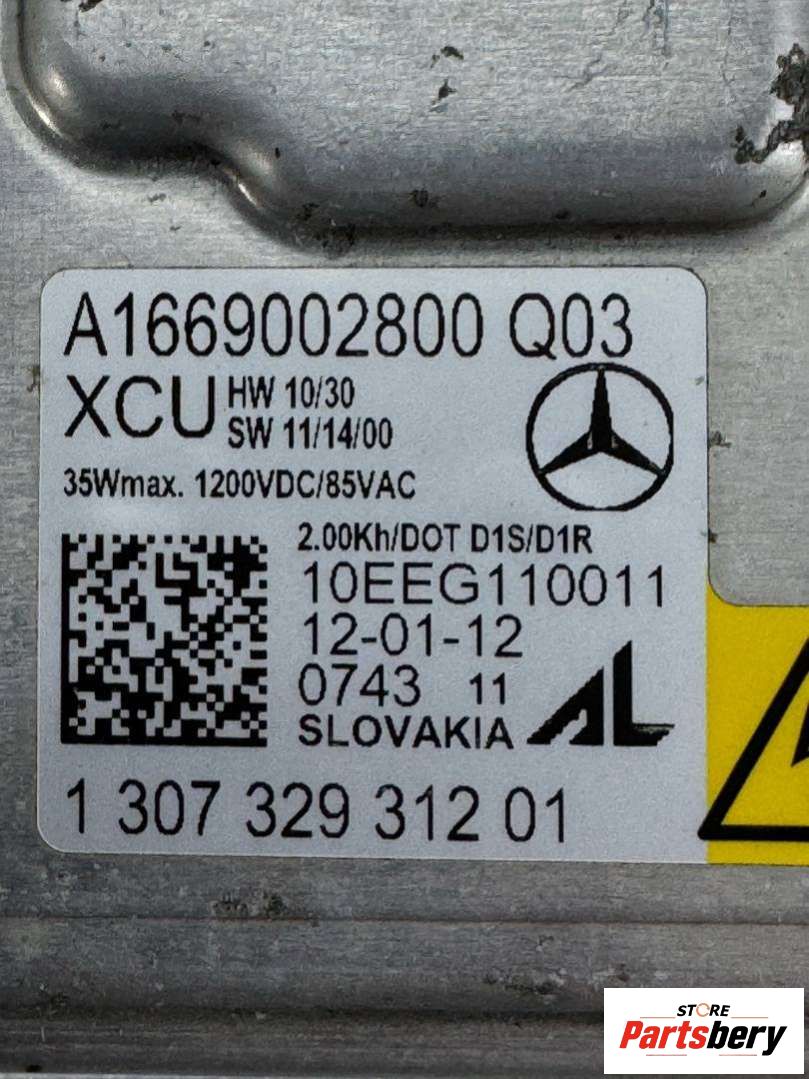 A1669002800 Q03
XCU HW 10/30
SW 11/14/00
35Wmax. 1200VDC/85VAC
2.00Kh/DOT D1S/D1R
10EEG110011
12-01-12
0743 11
SLOVAKIA AL
1 307 329 312 01
STORE
Partsbery